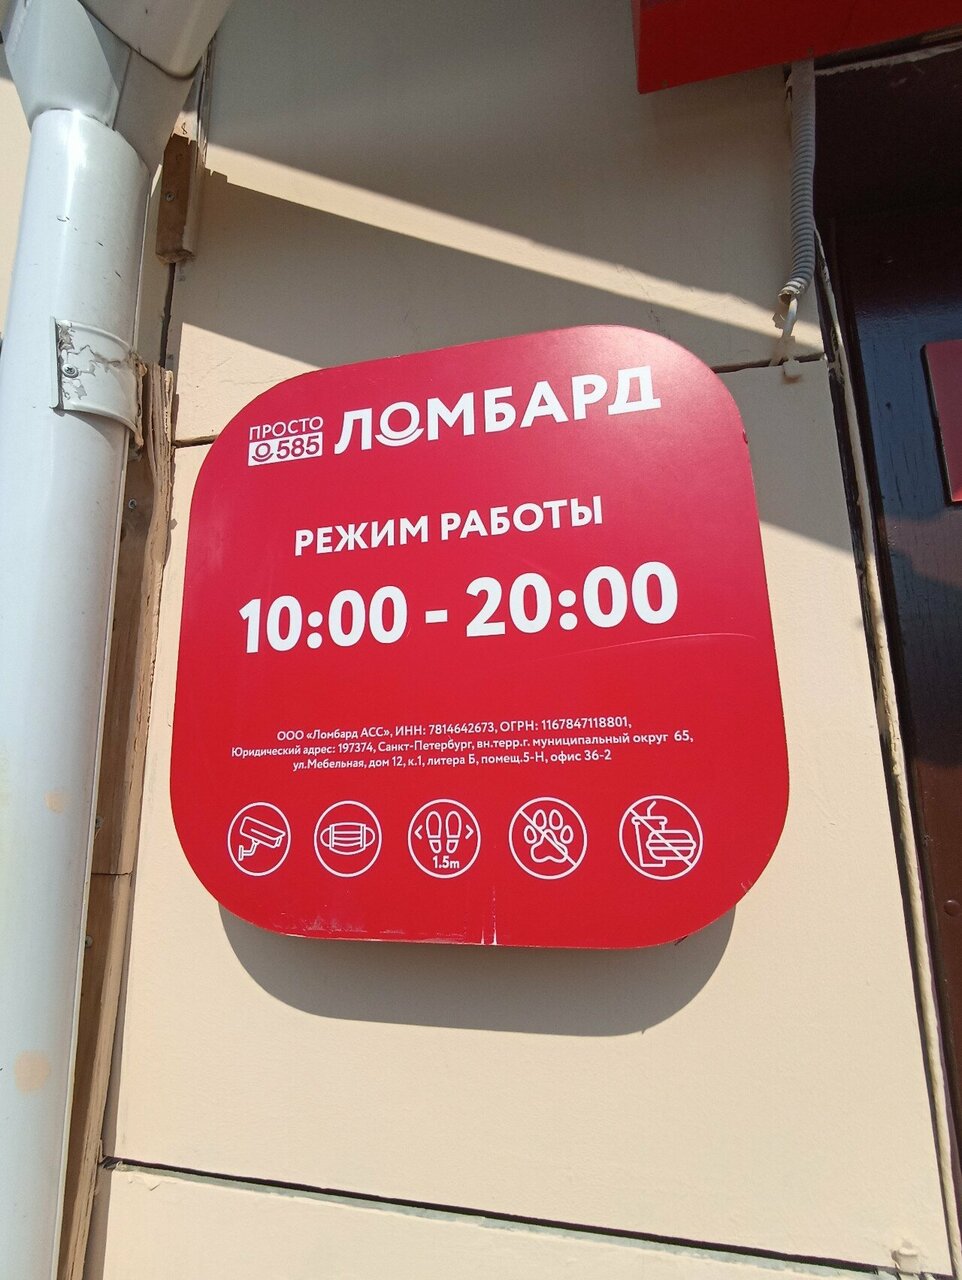 ПРОСТО
585
ЛОМБАРД
РЕЖИМ РАБОТЫ
10:00 - 20:00
ООО «Ломбард АСС», ИНН: 7814642673, ОГРН: 1167847118801,
Юридический адрес: 197374, Санкт-Петербург, вн.терр.г. муниципальный округ 65,
ул.Мебельная, дом 12, к.1, литера Б, помещ.5-Н, офис 36-2
1.5m